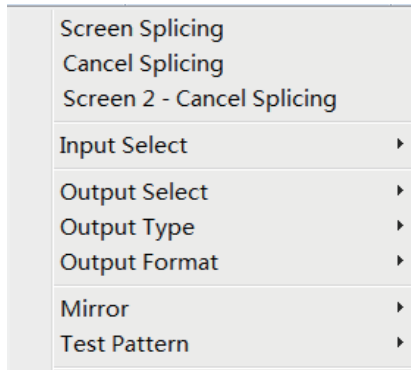 Screen Splicing
Cancel Splicing
Screen 2 - Cancel Splicing
Input Select
Output Select
Output Type
Output Format
Mirror
Test Pattern